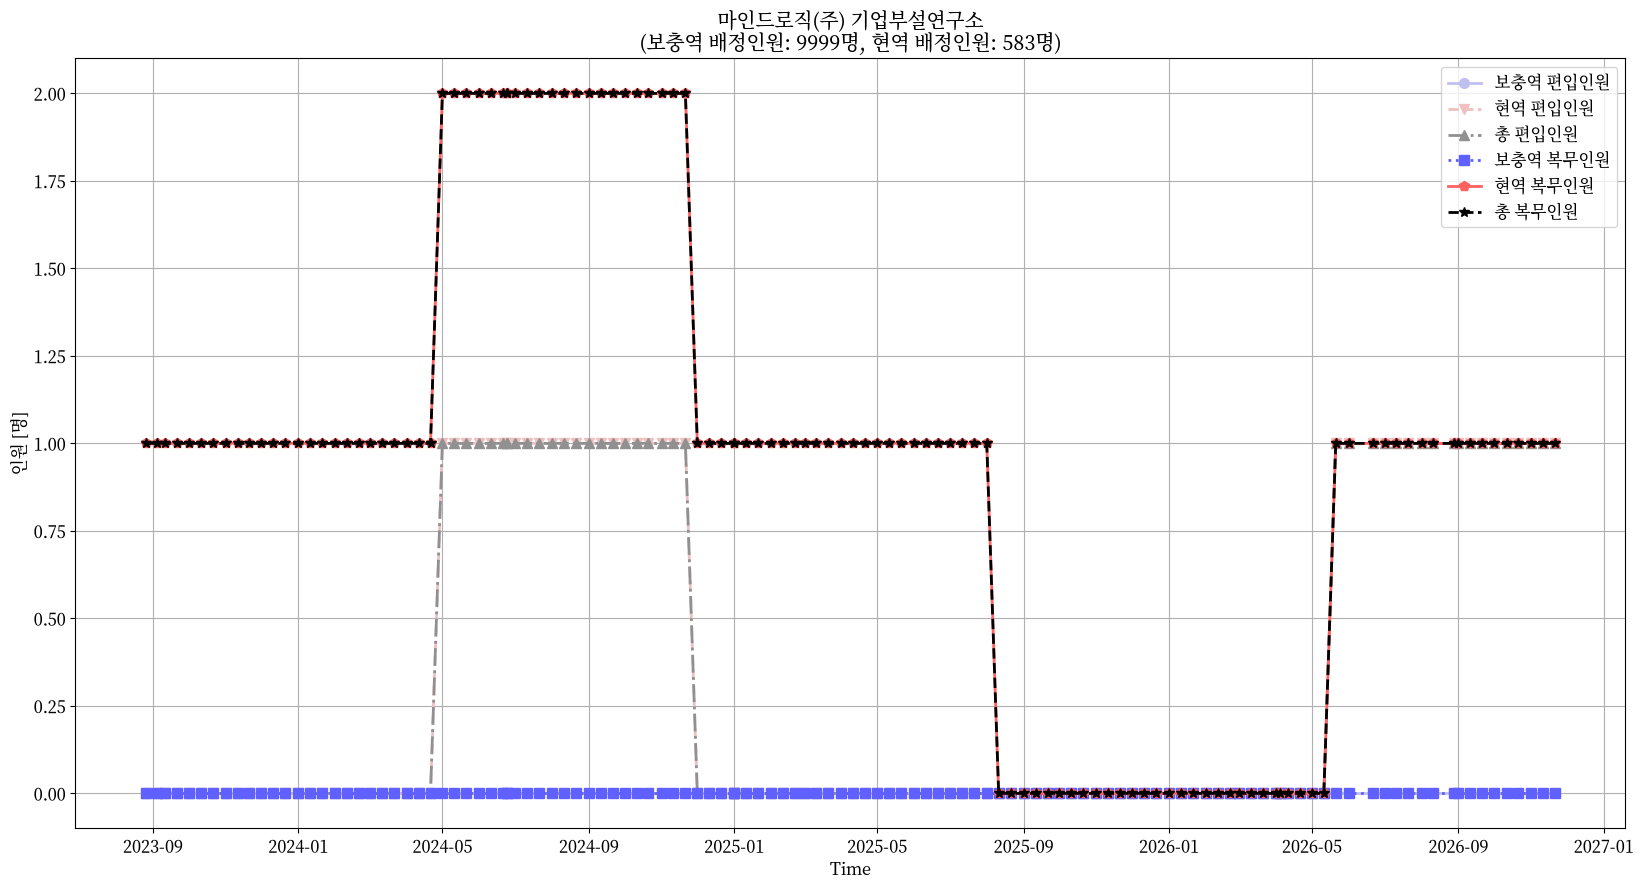 마인드로직(주) 기업부설연구소
(보충역 배정인원: 9999명, 현역 배정인원: 583명)
보충역 편입인원
현역 편입인원
총 편입인원
보충역 복무인원
현역 복무인원
총 복무인원
인원 [명]
2.00
1.75
1.50
1.25
1.00
0.75
0.50
0.25
0.00
2023-09
2024-01
2024-05
2024-09
2025-01
2025-05
2025-09
2026-01
2026-05
2026-09
2027-01
Time